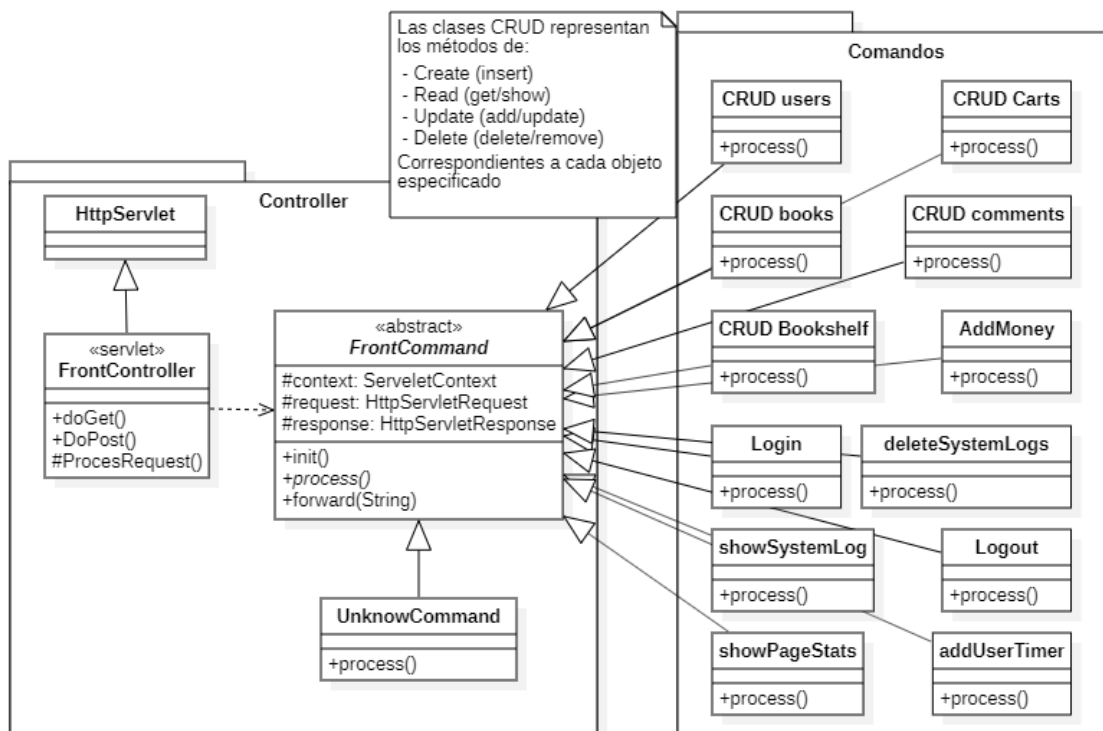 Las clases CRUD representan
los métodos de:
- Create (insert)
- Read (get/show)
- Update (add/update)
- Delete (delete/remove)
Correspondientes a cada objeto
especificado
Controller
HttpServlet
«servlet»
FrontController
+doGet()
+DoPost()
#ProcesRequest()
«abstract»
FrontCommand
#context: ServeletContext
#request: HttpServletRequest
#response: HttpServletResponse
+init()
+process()
+forward(String)
UnknowCommand
+process()
Comandos
CRUD users
+process()
CRUD Carts
+process()
CRUD books
+process()
CRUD comments
+process()
CRUD Bookshelf
+process()
AddMoney
+process()
Login
+process()
deleteSystemLogs
+process()
showSystemLog
+process()
Logout
+process()
showPageStats
+process()
addUserTimer
+process()